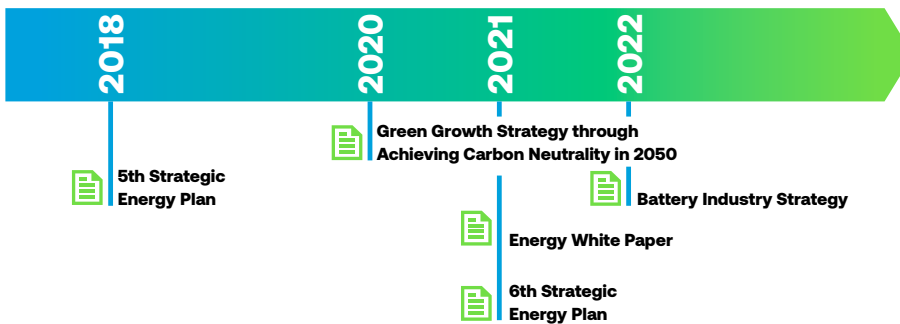 2018
2020
2021
2022
Green Growth Strategy through
Achieving Carbon Neutrality in 2050
5th Strategic
Energy Plan
Battery Industry Strategy
Energy White Paper
6th Strategic
Energy Plan